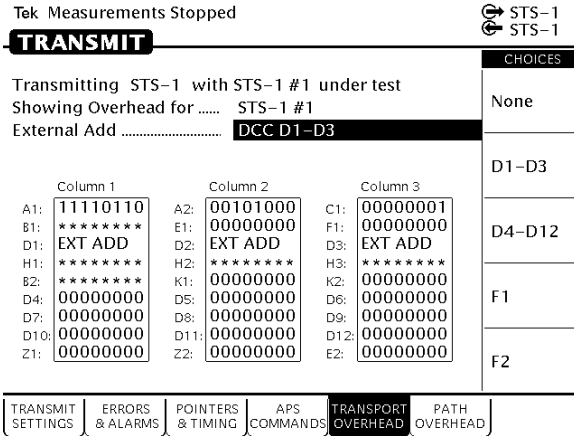 Tek Measurements Stopped
STS-1
STS-1
TRANSMIT
CHOICES
Transmitting STS-1 with STS-1 #1 under test
Showing Overhead for ...... STS-1 #1
External Add ............................ DCC D1-D3
None
D1-D3
D4-D12
F1
F2
Column 1 Column 2 Column 3
A1: 11110110 A2: 00101000 C1: 00000001
B1: ******** E1: 00000000 F1: 00000000
D1: EXT ADD D2: EXT ADD D3: EXT ADD
H1: ******** H2: ******** H3: ********
B2: ******** K1: 00000000 K2: 00000000
D4: 00000000 D5: 00000000 D6: 00000000
D7: 00000000 D8: 00000000 D9: 00000000
D10: 00000000 D11: 00000000 D12: 00000000
Z1: 00000000 Z2: 00000000 E2: 00000000
TRANSMIT SETTINGS
ERRORS & ALARMS
POINTERS & TIMING
APS COMMANDS
TRANSPORT OVERHEAD
PATH OVERHEAD